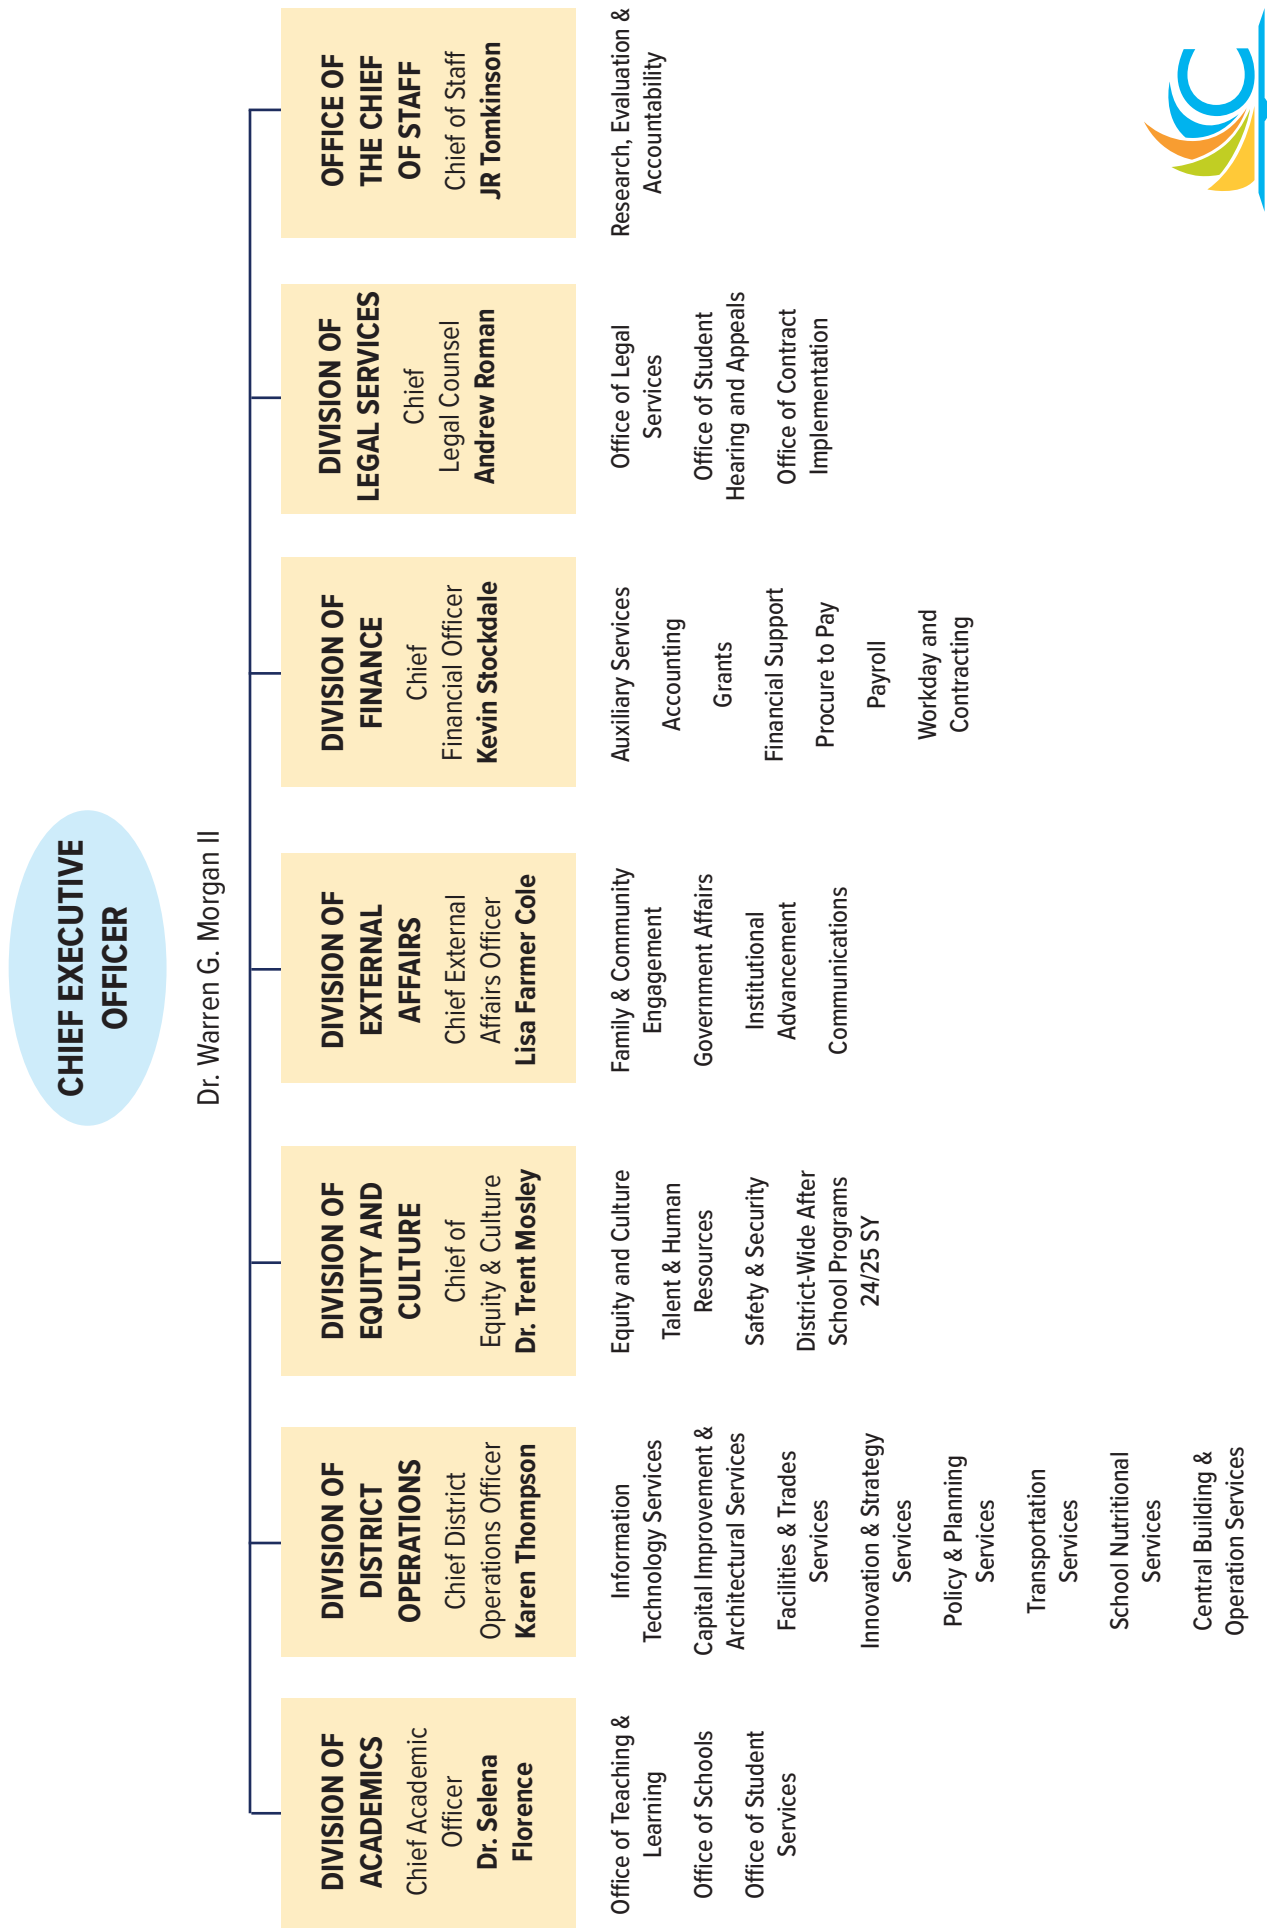 CHIEF EXECUTIVE
OFFICER
Dr. Warren G. Morgan II
DIVISION OF
ACADEMICS
Chief Academic
Officer
Dr. Selena
Florence
Office of Teaching &
Learning
Office of Schools
Office of Student
Services
DIVISION OF
DISTRICT
OPERATIONS
Chief District
Operations Officer
Karen Thompson
Information
Technology Services
Capital Improvement &
Architectural Services
Facilities & Trades
Services
Innovation & Strategy
Services
Policy & Planning
Services
Transportation
Services
School Nutritional
Services
Central Building &
Operation Services
DIVISION OF
EQUITY AND
CULTURE
Chief of
Equity & Culture
Dr. Trent Mosley
Equity and Culture
Talent & Human
Resources
Safety & Security
District-Wide After
School Programs
24/25 SY
DIVISION OF
EXTERNAL
AFFAIRS
Chief External
Affairs Officer
Lisa Farmer Cole
Family & Community
Engagement
Government Affairs
Institutional
Advancement
Communications
DIVISION OF
FINANCE
Chief
Financial Officer
Kevin Stockdale
Auxiliary Services
Accounting
Grants
Financial Support
Procure to Pay
Payroll
Workday and
Contracting
DIVISION OF
LEGAL SERVICES
Chief
Legal Counsel
Andrew Roman
Office of Legal
Services
Office of Student
Hearing and Appeals
Office of Contract
Implementation
OFFICE OF
THE CHIEF
OF STAFF
Chief of Staff
JR Tomkinson
Research, Evaluation &
Accountability